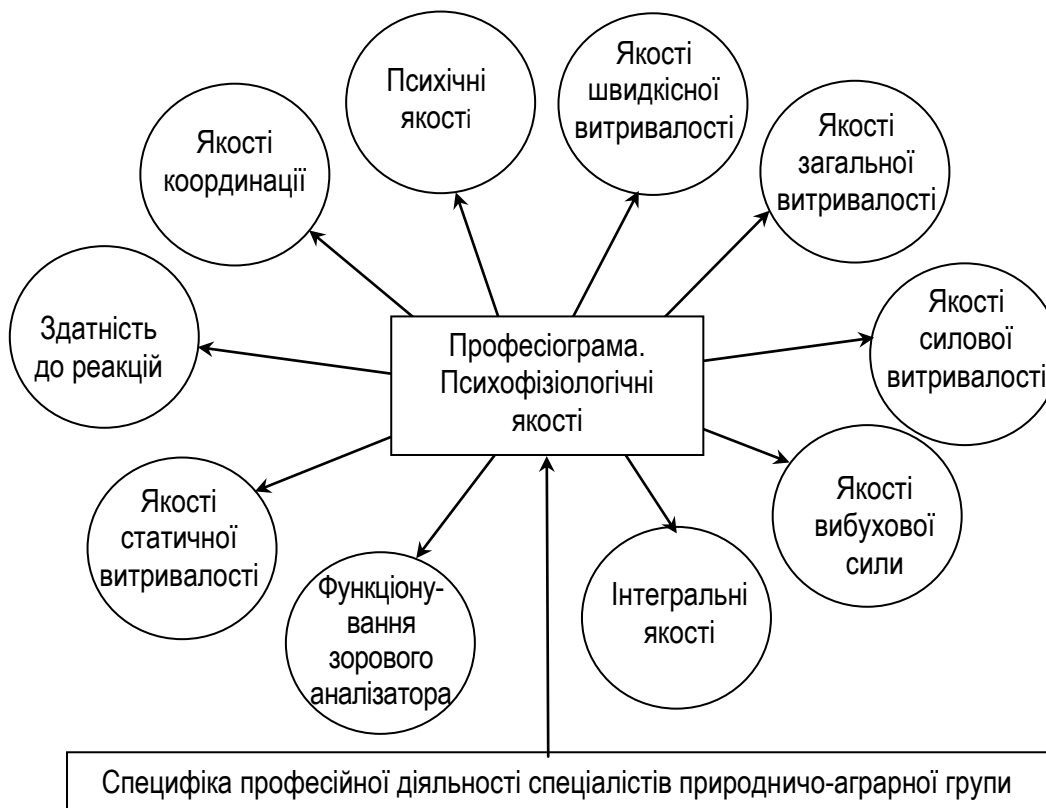 Психічні
якості
Якості
швидкісної
витривалості
Якості
координації
Якості
загальної
витривалості
Здатність
до реакцій
Професіограма.
Психофізіологічні
якості
Якості
силової
витривалості
Якості
статичної
витривалості
Якості
вибухової
сили
Функціону-
вання
зорового
аналізатора
Інтегральні
якості
Специфіка професійної діяльності спеціалістів природничо-аграрної групи